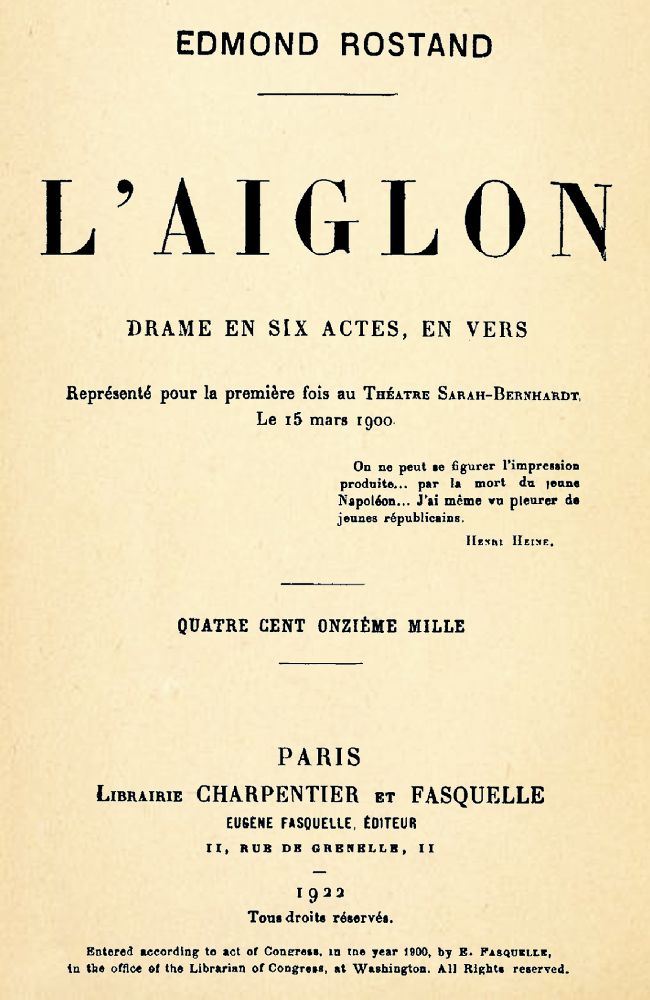 EDMOND ROSTAND
L'AIGLON
DRAME EN SIX ACTES, EN VERS
Représenté pour la première fois au THÉATRE SARAH-BERNHARDT,
Le 15 mars 1900.
On ne peut se figurer l'impression
produite... par la mort du jeune
Napoléon... J'ai même vu pleurer de
jeunes républicains.
HENRI HEINE.
QUATRE CENT ONZIÉME MILLE
PARIS
LIBRAIRIE CHARPENTIER ET FASQUELLE
EUGÈNE FASQUELLE, ÉDITEUR
11, RUE DE GRENELLE, 11
1922
Tous droits réservés.
Entered according to act of Congress, in the year 1900, by E. FASQUELLE,
in the office of the Librarian of Congress, at Washington. All Rights reserved.